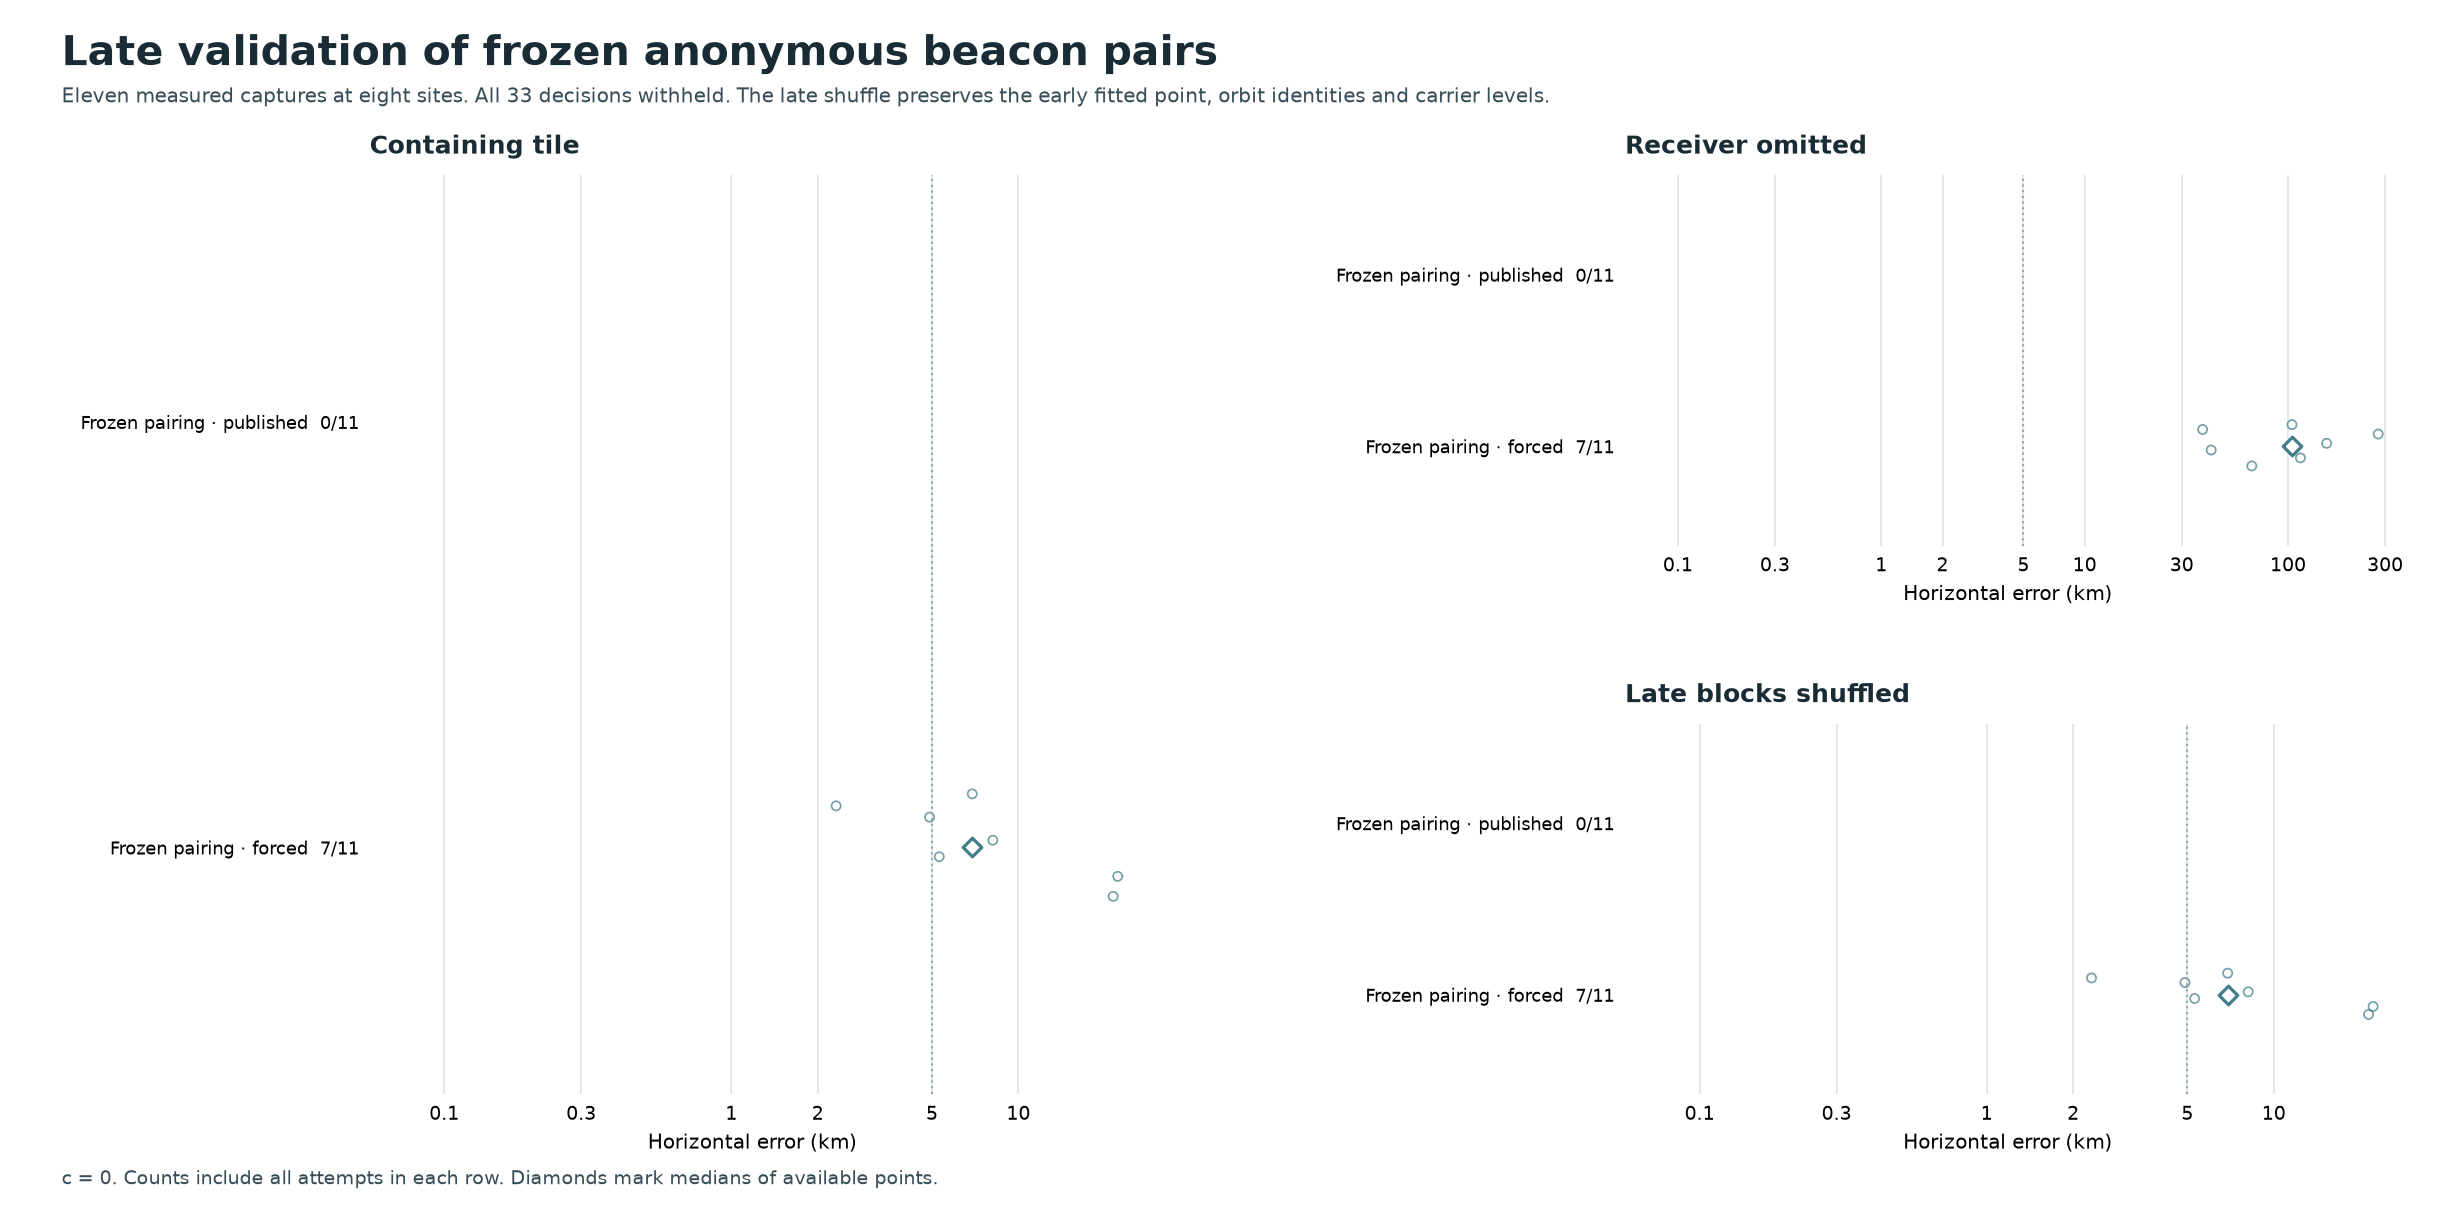 Late validation of frozen anonymous beacon pairs
Eleven measured captures at eight sites. All 33 decisions withheld. The late shuffle preserves the early fitted point, orbit identities and carrier levels.
Containing tile
Frozen pairing · published 0/11
Frozen pairing · forced 7/11
0.1 0.3 1 2 5 10
Horizontal error (km)
Receiver omitted
Frozen pairing · published 0/11
Frozen pairing · forced 7/11
0.1 0.3 1 2 5 10 30 100 300
Horizontal error (km)
Late blocks shuffled
Frozen pairing · published 0/11
Frozen pairing · forced 7/11
0.1 0.3 1 2 5 10
Horizontal error (km)
c = 0. Counts include all attempts in each row. Diamonds mark medians of available points.